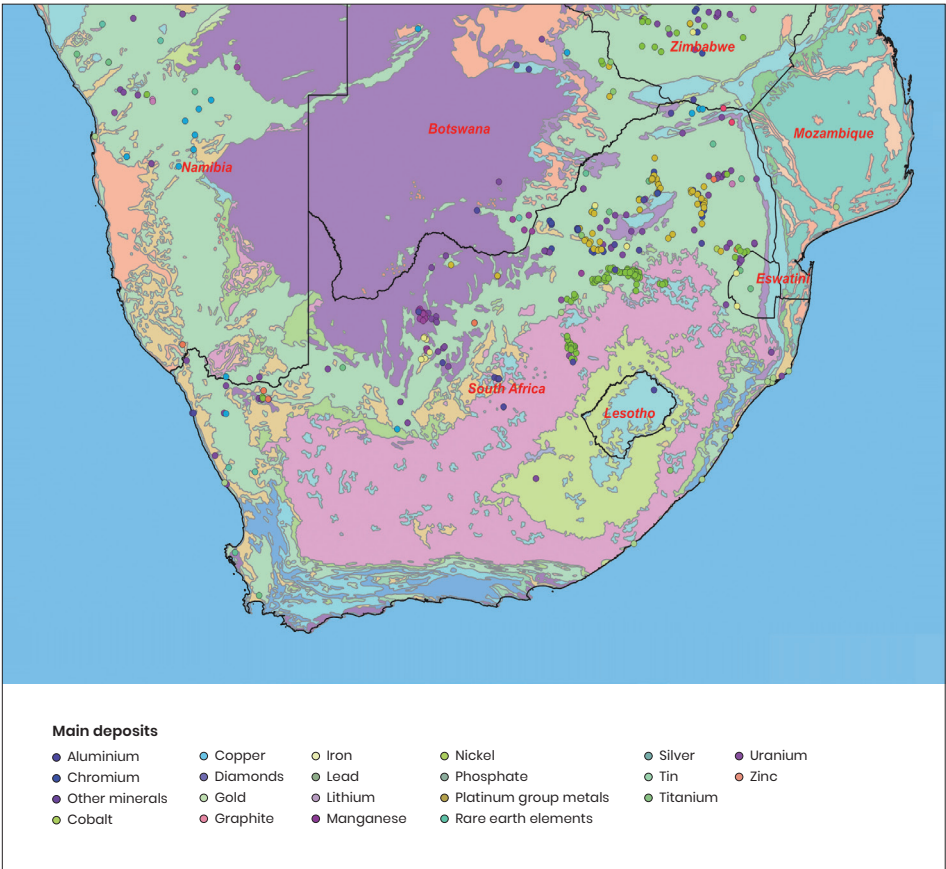 Zimbabwe
Botswana
Mozambique
Namibia
Eswatini
South Africa
Lesotho
Main deposits
Aluminium Copper Iron Nickel Silver Uranium
Chromium Diamonds Lead Phosphate Tin Zinc
Other minerals Gold Lithium Platinum group metals Titanium
Cobalt Graphite Manganese Rare earth elements